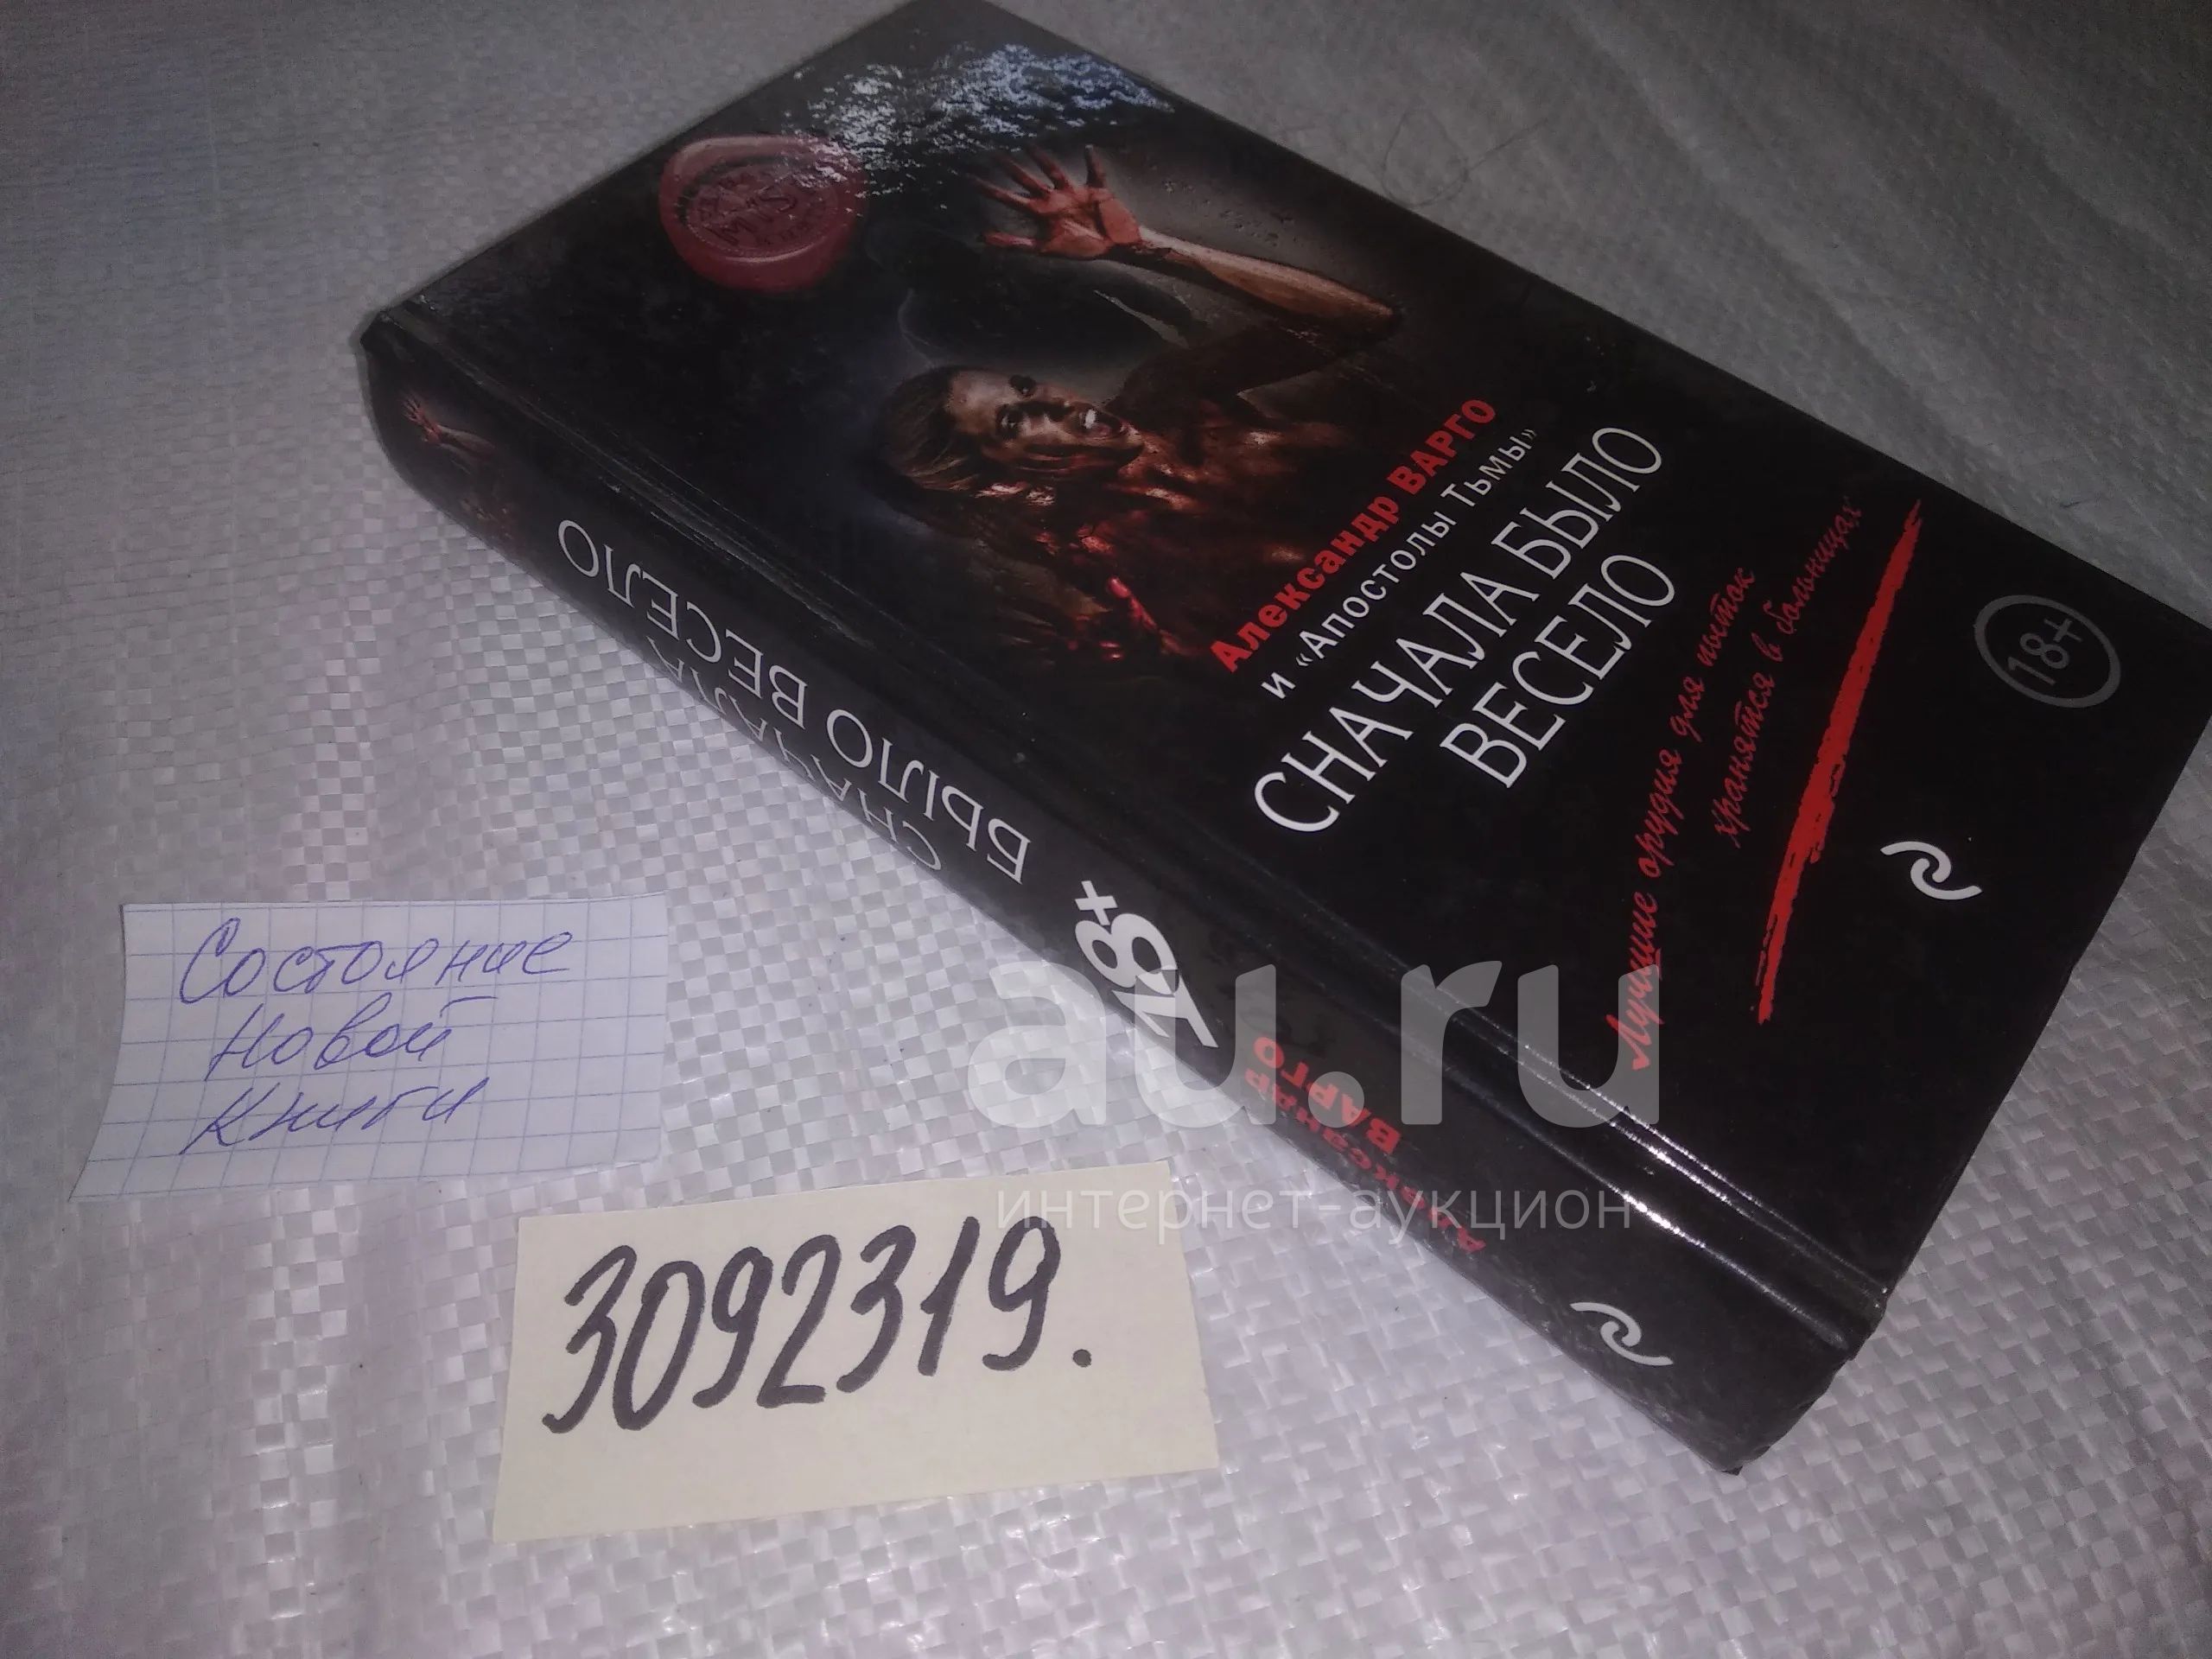 Александр ВАРГО
и «Апостолы Тьмы»
СНАЧАЛА БЫЛО
ВЕСЕЛО
Лучшие орудия для пыток
хранятся в больницах
18+
СНАЧАЛА
БЫЛО ВЕСЕЛО
18+
Александр
ВАРГО
Состояние
новой
книги
3092319.
au.ru
интернет-аукцион